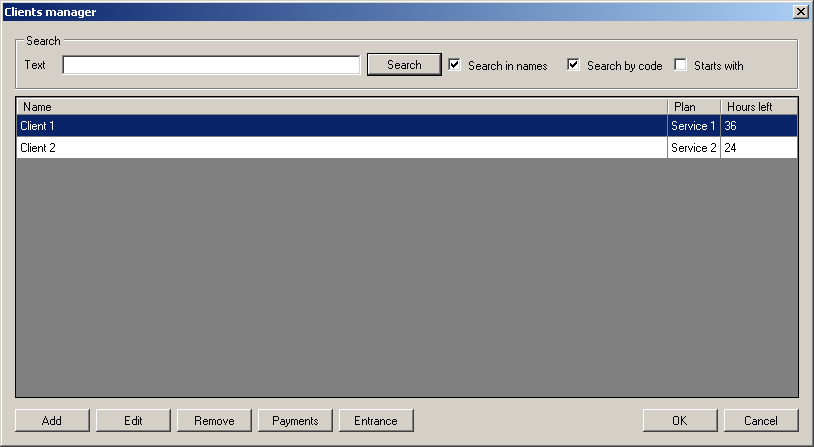 Clients manager
Search
Text Search Search in names Search by code Starts with
Name Plan Hours left
Client 1 Service 1 36
Client 2 Service 2 24
Add Edit Remove Payments Entrance OK Cancel